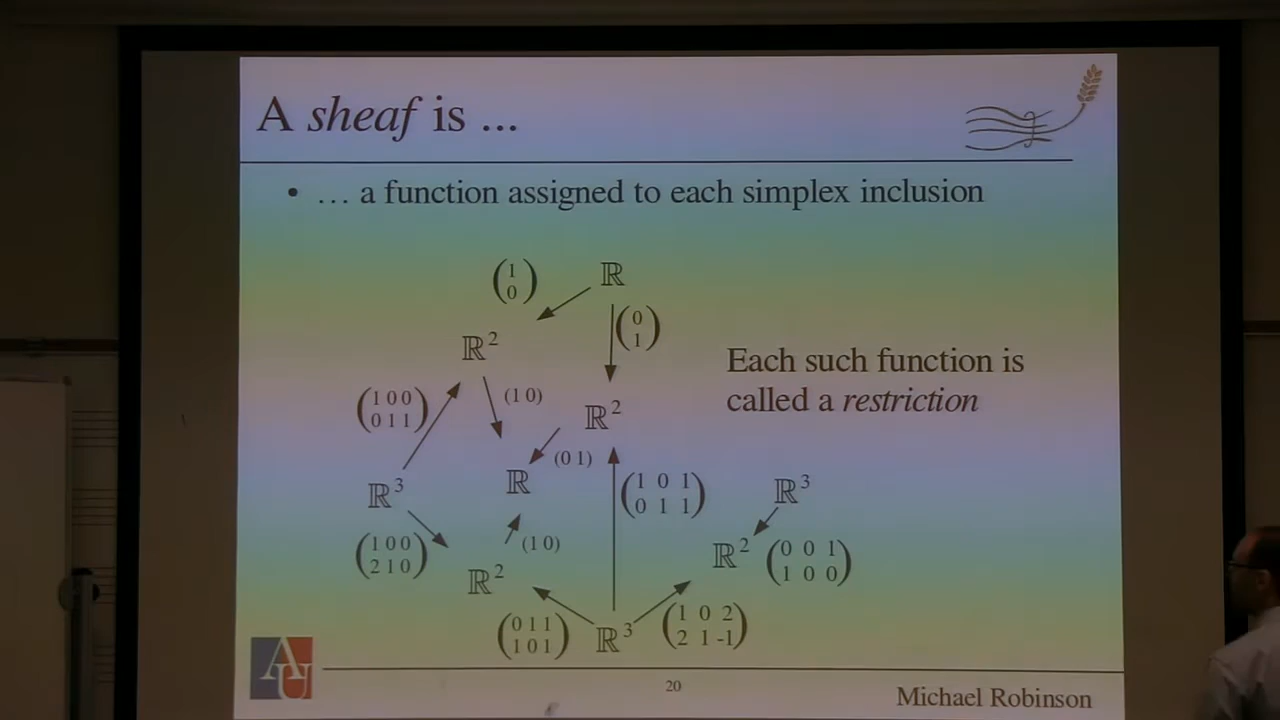 A sheaf is ...
• … a function assigned to each simplex inclusion
(1
0)
ℝ
(0
1)
ℝ²
Each such function is
called a restriction
(1 0 0
0 1 1)
(1 0)
ℝ²
(0 1)
ℝ³
ℝ
(1 0 1
0 1 1)
ℝ³
(1 0 0
2 1 0)
(1 0)
ℝ²
ℝ²
(0 0 1
1 0 0)
(0 1 1
1 0 1)
ℝ³
(1 0 2
2 1 -1)
AU
20
Michael Robinson